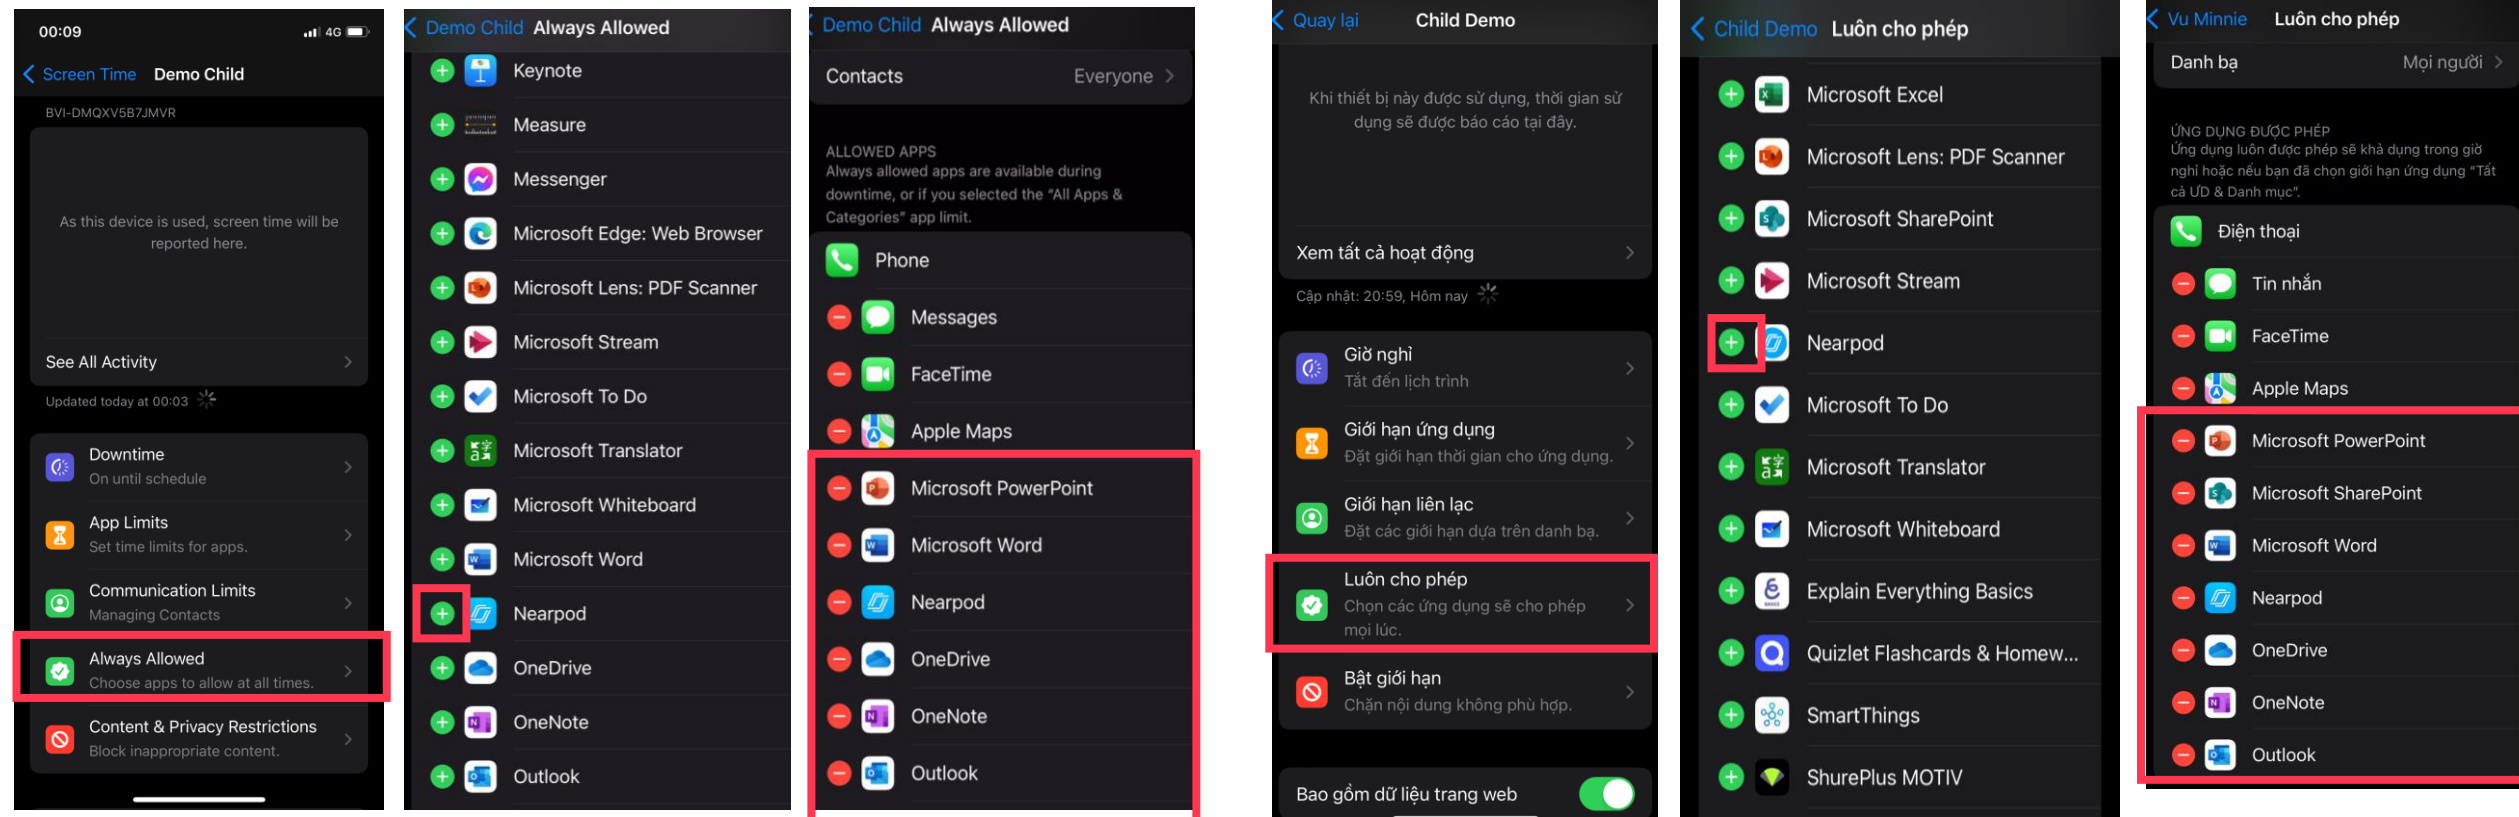 00:09
4G
Screen Time Demo Child
BVI-DMQXV5B7JMVR
As this device is used, screen time will be
reported here.
See All Activity
Updated today at 00:03
Downtime
On until schedule
App Limits
Set time limits for apps.
Communication Limits
Managing Contacts
Always Allowed
Choose apps to allow at all times.
Content & Privacy Restrictions
Block inappropriate content.
Demo Child Always Allowed
Keynote
Measure
Messenger
Microsoft Edge: Web Browser
Microsoft Lens: PDF Scanner
Microsoft Stream
Microsoft To Do
Microsoft Translator
Microsoft Whiteboard
Microsoft Word
Nearpod
OneDrive
OneNote
Outlook
Demo Child Always Allowed
Contacts Everyone
ALLOWED APPS
Always allowed apps are available during
downtime, or if you selected the "All Apps &
Categories" app limit.
Phone
Messages
FaceTime
Apple Maps
Microsoft PowerPoint
Microsoft Word
Nearpod
OneDrive
OneNote
Outlook
Quay lại Child Demo
Khi thiết bị này được sử dụng, thời gian sử
dụng sẽ được báo cáo tại đây.
Xem tất cả hoạt động
Cập nhật: 20:59, Hôm nay
Giờ nghỉ
Tắt đến lịch trình
Giới hạn ứng dụng
Đặt giới hạn thời gian cho ứng dụng.
Giới hạn liên lạc
Đặt các giới hạn dựa trên danh bạ.
Luôn cho phép
Chọn các ứng dụng sẽ cho phép
mọi lúc.
Bật giới hạn
Chặn nội dung không phù hợp.
Bao gồm dữ liệu trang web
Child Demo Luôn cho phép
Microsoft Excel
Microsoft Lens: PDF Scanner
Microsoft SharePoint
Microsoft Stream
Nearpod
Microsoft To Do
Microsoft Translator
Microsoft Whiteboard
Explain Everything Basics
Quizlet Flashcards & Homew...
SmartThings
ShurePlus MOTIV
Vu Minnie Luôn cho phép
Danh bạ Mọi người
ỨNG DỤNG ĐƯỢC PHÉP
Ứng dụng luôn được phép sẽ khả dụng trong giờ
nghỉ hoặc nếu bạn đã chọn giới hạn ứng dụng "Tất
cả ƯD & Danh mục".
Điện thoại
Tin nhắn
FaceTime
Apple Maps
Microsoft PowerPoint
Microsoft SharePoint
Microsoft Word
Nearpod
OneDrive
OneNote
Outlook